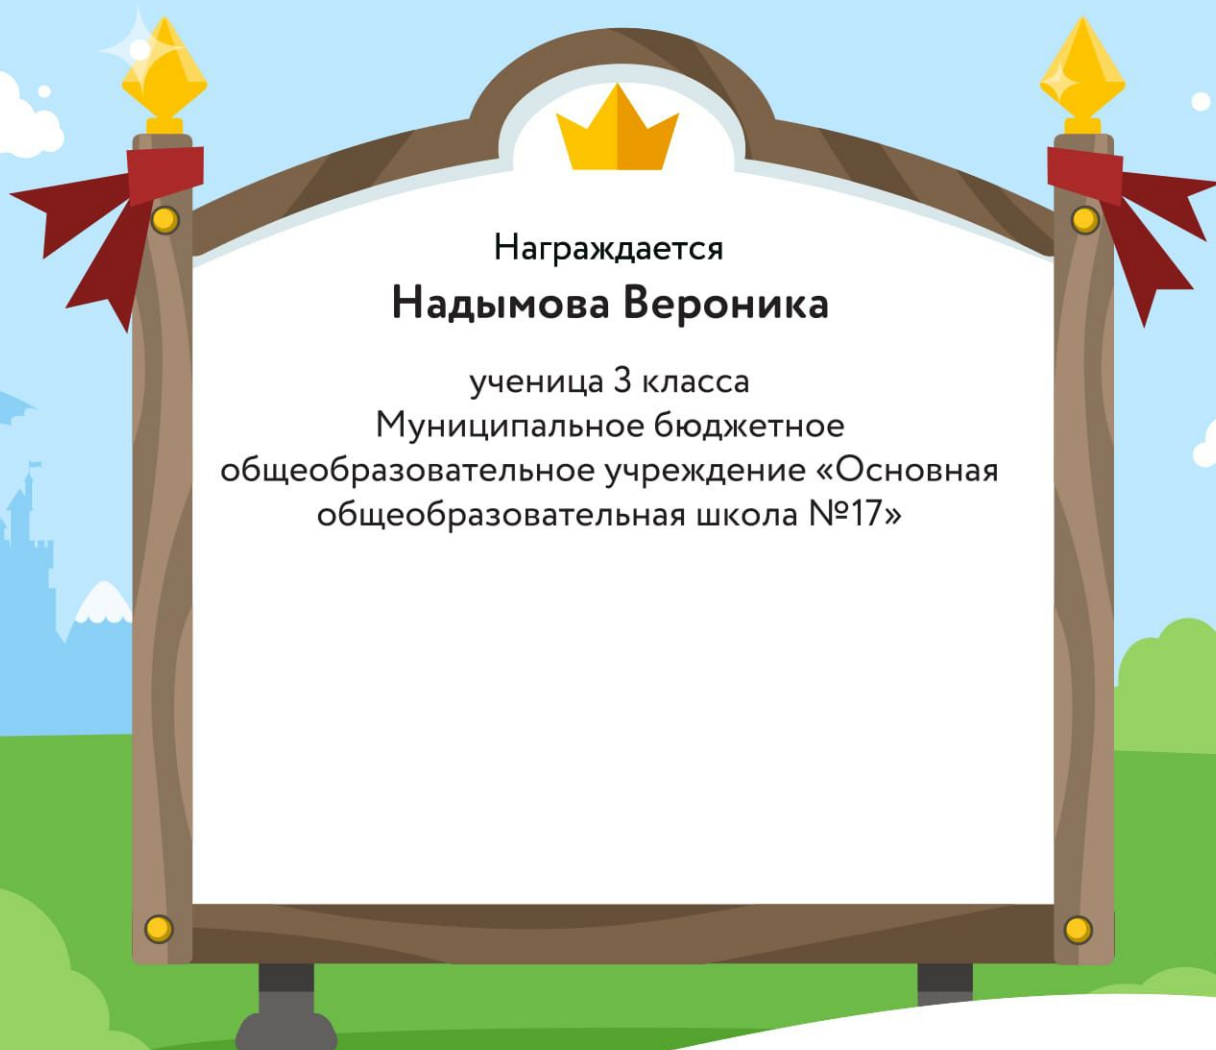 Награждается
Надымова Вероника
ученица 3 класса
Муниципальное бюджетное
общеобразовательное учреждение «Основная
общеобразовательная школа №17»